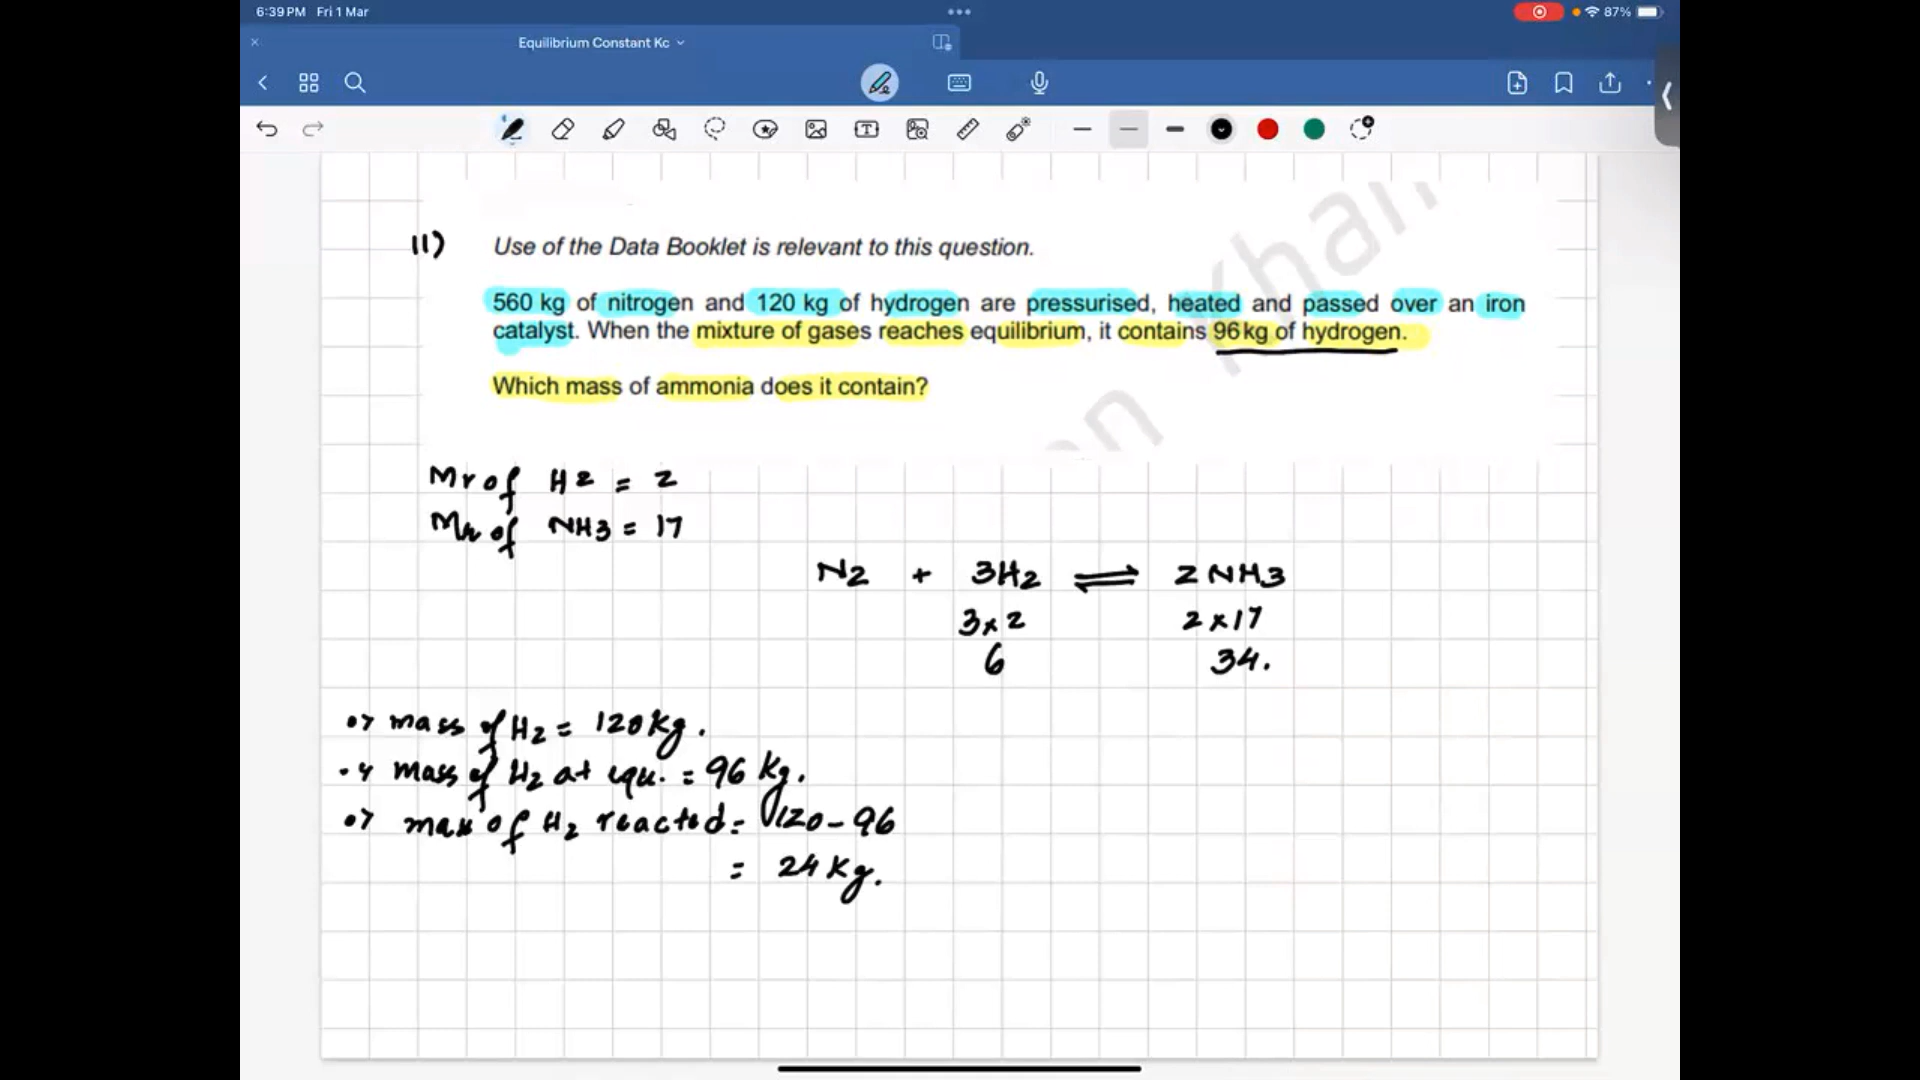 6:39 PM Fri 1 Mar
87%
Equilibrium Constant Kc
11) Use of the Data Booklet is relevant to this question.
560 kg of nitrogen and 120 kg of hydrogen are pressurised, heated and passed over an iron
catalyst. When the mixture of gases reaches equilibrium, it contains 96 kg of hydrogen.
Which mass of ammonia does it contain?
Khan
Mr of H2 = 2
Mr of NH3 = 17
N2 + 3H2 ⇌ 2NH3
3×2 2×17
6 34.
mass of H2 = 120 kg.
mass of H2 at equ. = 96 kg.
mass of H2 reacted = 120 - 96
= 24 kg.